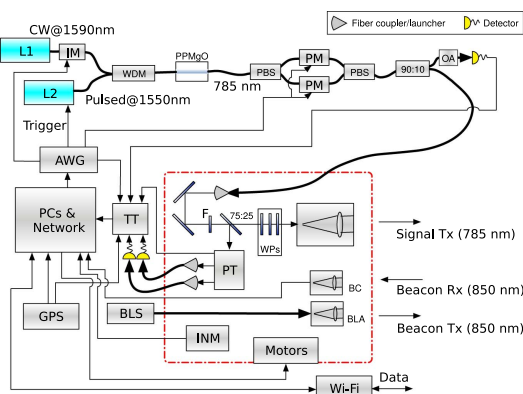 Fiber coupler/launcher
Detector
CW@1590nm
L1
IM
L2
Pulsed@1550nm
Trigger
WDM
PPMgO
785 nm
PBS
PM
PM
PBS
90:10
OA
AWG
PCs &
Network
TT
F
75:25
WPs
PT
Signal Tx (785 nm)
BC
Beacon Rx (850 nm)
GPS
BLS
BLA
Beacon Tx (850 nm)
INM
Motors
Wi-Fi
Data